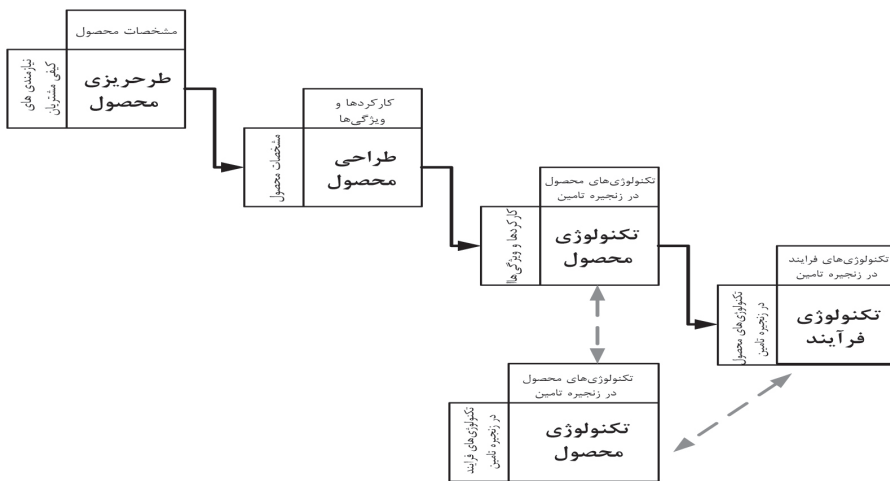 مشخصات محصول
نیازمندی های
کیفی مشتریان
طرحریزی
محصول
کارکردها و
ویژگی‌ها
مشخصات محصول
طراحی
محصول
تکنولوژی‌های محصول
در زنجیره تامین
کارکردها و ویژگی‌ها
تکنولوژی
محصول
تکنولوژی‌های فرایند
در زنجیره تامین
تکنولوژی‌های محصول
در زنجیره تامین
تکنولوژی
فرآیند
تکنولوژی‌های محصول
در زنجیره تامین
تکنولوژی‌های فرایند
در زنجیره تامین
تکنولوژی
محصول